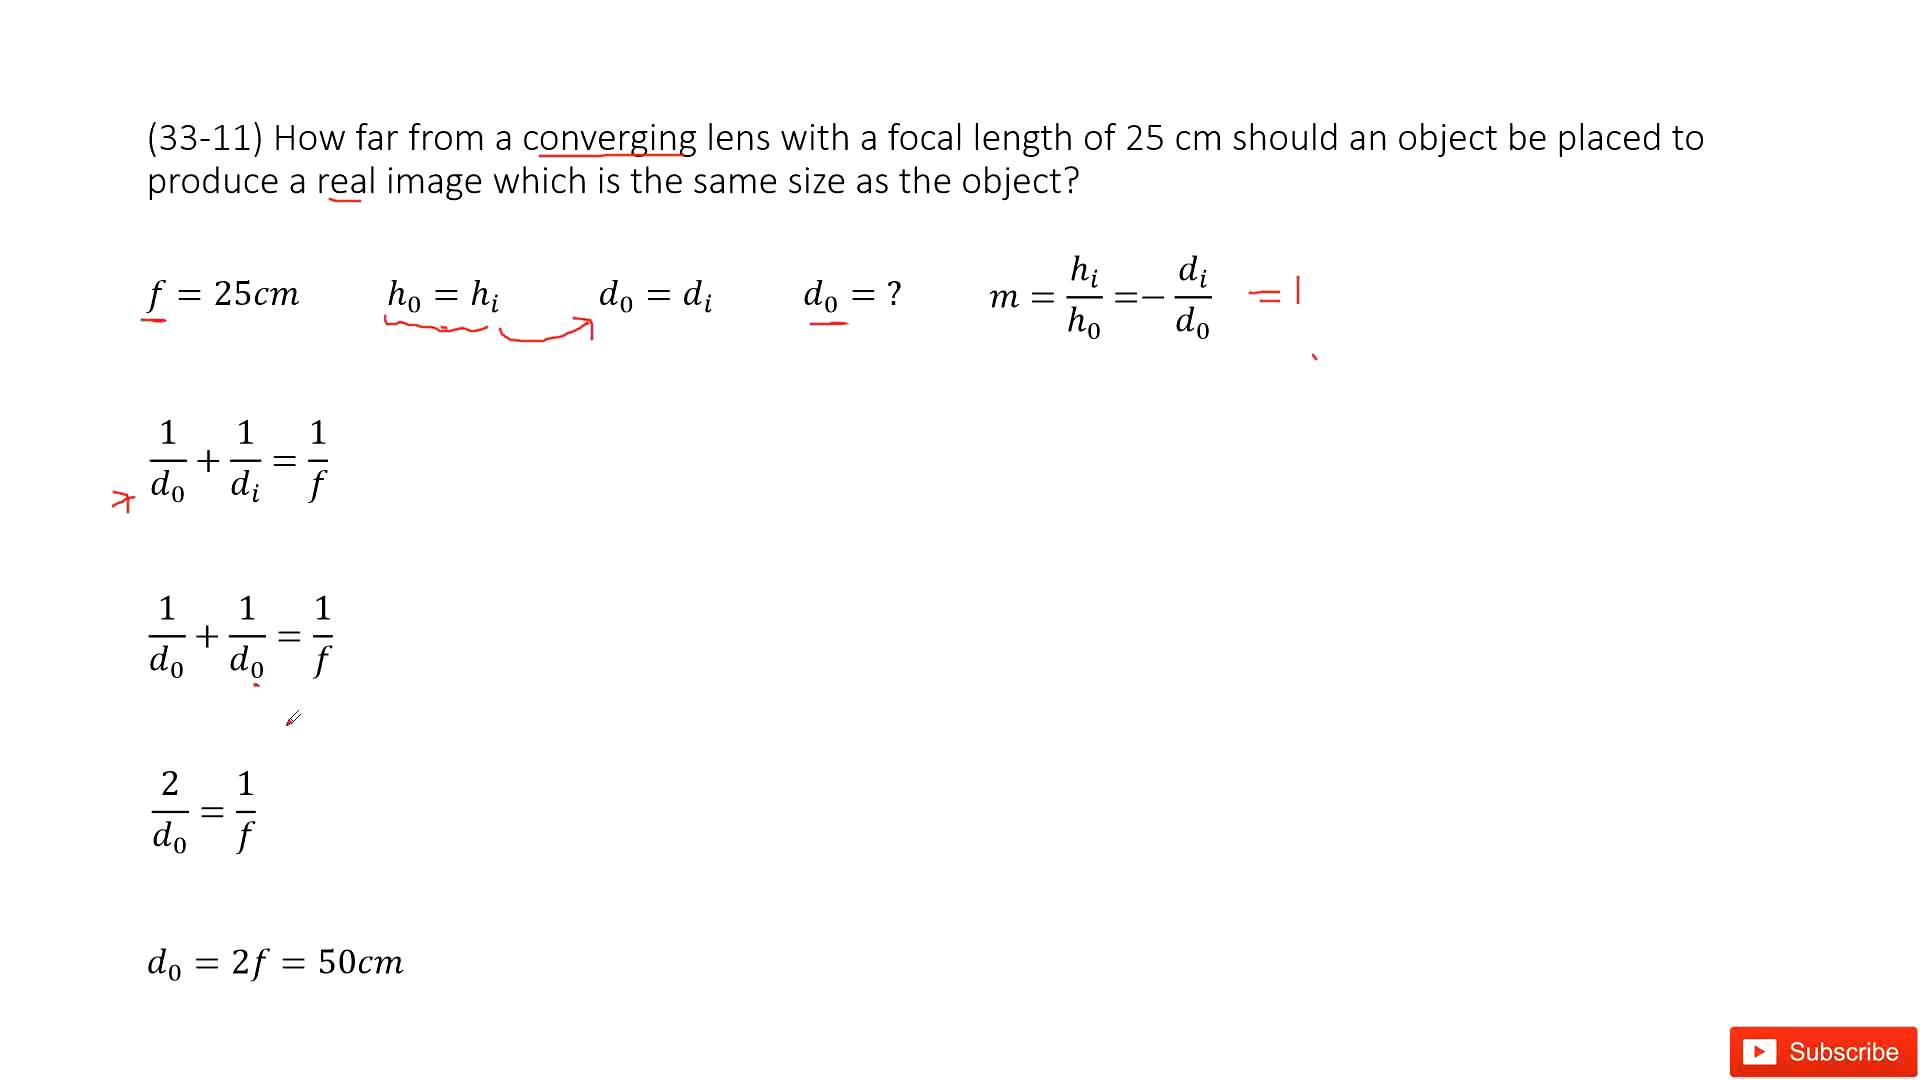 (33-11) How far from a converging lens with a focal length of 25 cm should an object be placed to
produce a real image which is the same size as the object?
f = 25cm h₀ = hᵢ d₀ = dᵢ d₀ = ? m = hᵢ/h₀ =− dᵢ/d₀ = 1
1/d₀ + 1/dᵢ = 1/f
1/d₀ + 1/d₀ = 1/f
2/d₀ = 1/f
d₀ = 2f = 50cm
Subscribe